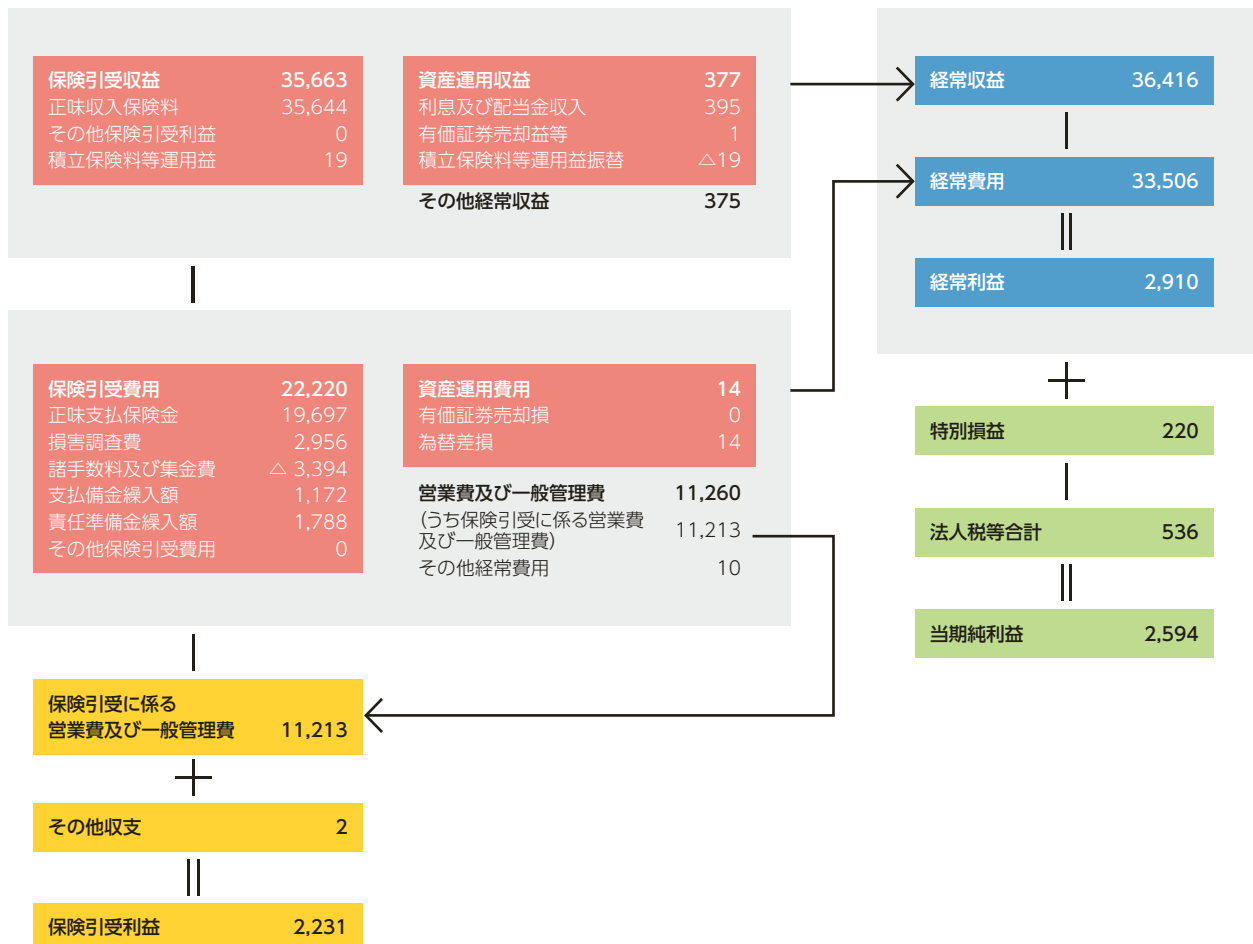 保険引受収益 35,663
正味収入保険料 35,644
その他保険引受利益 0
積立保険料等運用益 19
資産運用収益 377
利息及び配当金収入 395
有価証券売却益等 1
積立保険料等運用益振替 △19
その他経常収益 375
保険引受費用 22,220
正味支払保険金 19,697
損害調査費 2,956
諸手数料及び集金費 △ 3,394
支払備金繰入額 1,172
責任準備金繰入額 1,788
その他保険引受費用 0
資産運用費用 14
有価証券売却損 0
為替差損 14
営業費及び一般管理費 11,260
(うち保険引受に係る営業費
及び一般管理費) 11,213
その他経常費用 10
保険引受に係る
営業費及び一般管理費 11,213
その他収支 2
保険引受利益 2,231
経常収益 36,416
経常費用 33,506
経常利益 2,910
特別損益 220
法人税等合計 536
当期純利益 2,594